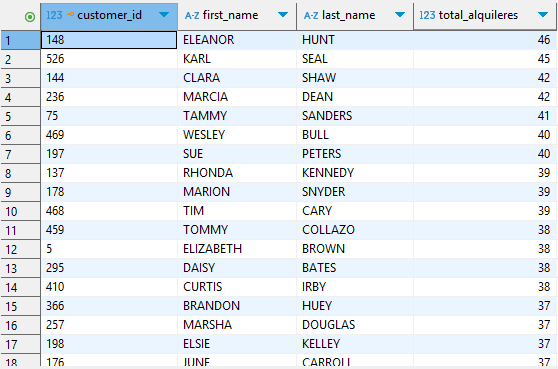 123 customer_id A-Z first_name A-Z last_name 123 total_alquileres
1 148 ELEANOR HUNT 46
2 526 KARL SEAL 45
3 144 CLARA SHAW 42
4 236 MARCIA DEAN 42
5 75 TAMMY SANDERS 41
6 469 WESLEY BULL 40
7 197 SUE PETERS 40
8 137 RHONDA KENNEDY 39
9 178 MARION SNYDER 39
10 468 TIM CARY 39
11 459 TOMMY COLLAZO 38
12 5 ELIZABETH BROWN 38
13 295 DAISY BATES 38
14 410 CURTIS IRBY 38
15 366 BRANDON HUEY 37
16 257 MARSHA DOUGLAS 37
17 198 ELSIE KELLEY 37
18 176 JUNE CARROLL 37